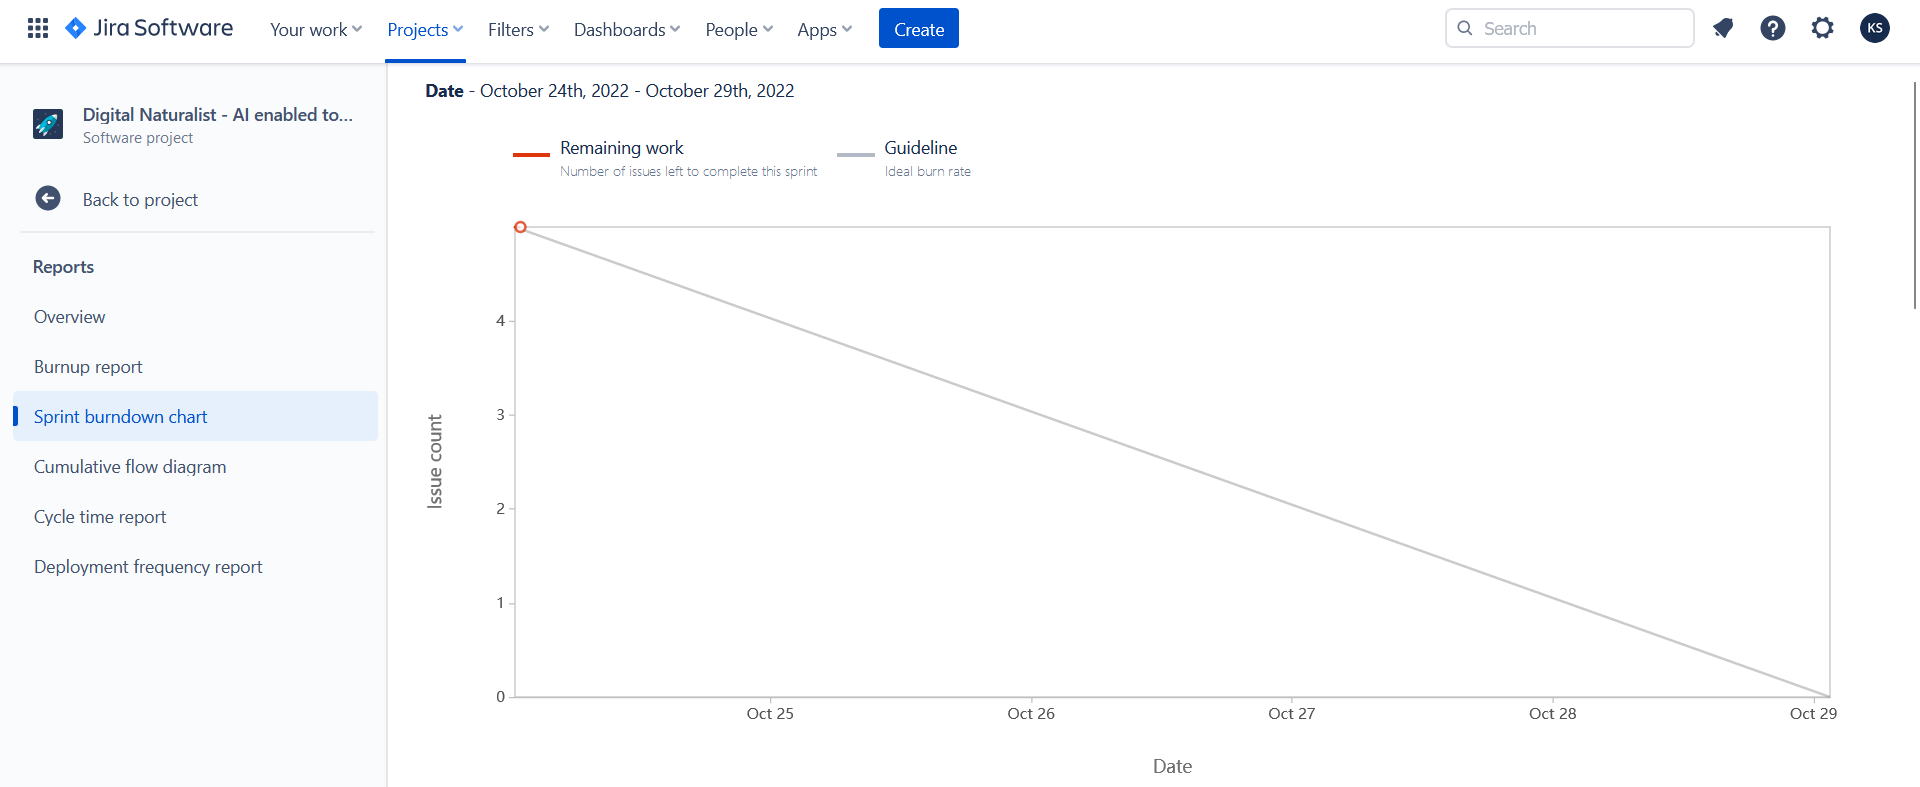 Jira Software
Your work Projects Filters Dashboards People Apps Create Search KS
Digital Naturalist - AI enabled to...
Software project
Back to project
Reports
Overview
Burnup report
Sprint burndown chart
Cumulative flow diagram
Cycle time report
Deployment frequency report
Date - October 24th, 2022 - October 29th, 2022
Remaining work
Number of issues left to complete this sprint
Guideline
Ideal burn rate
Issue count
4
3
2
1
0
Oct 25 Oct 26 Oct 27 Oct 28 Oct 29
Date